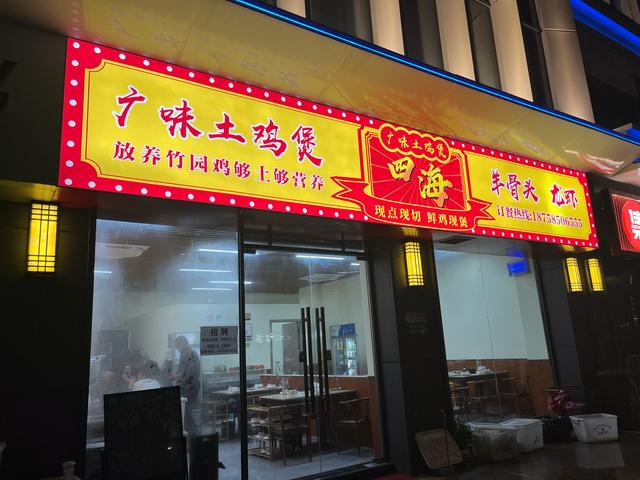 广味土鸡煲
放养竹园鸡够土够营养
广味土鸡煲
四海
现点现切 鲜鸡现煲
羊骨头 龙虾
订餐热线:18758506555
招聘